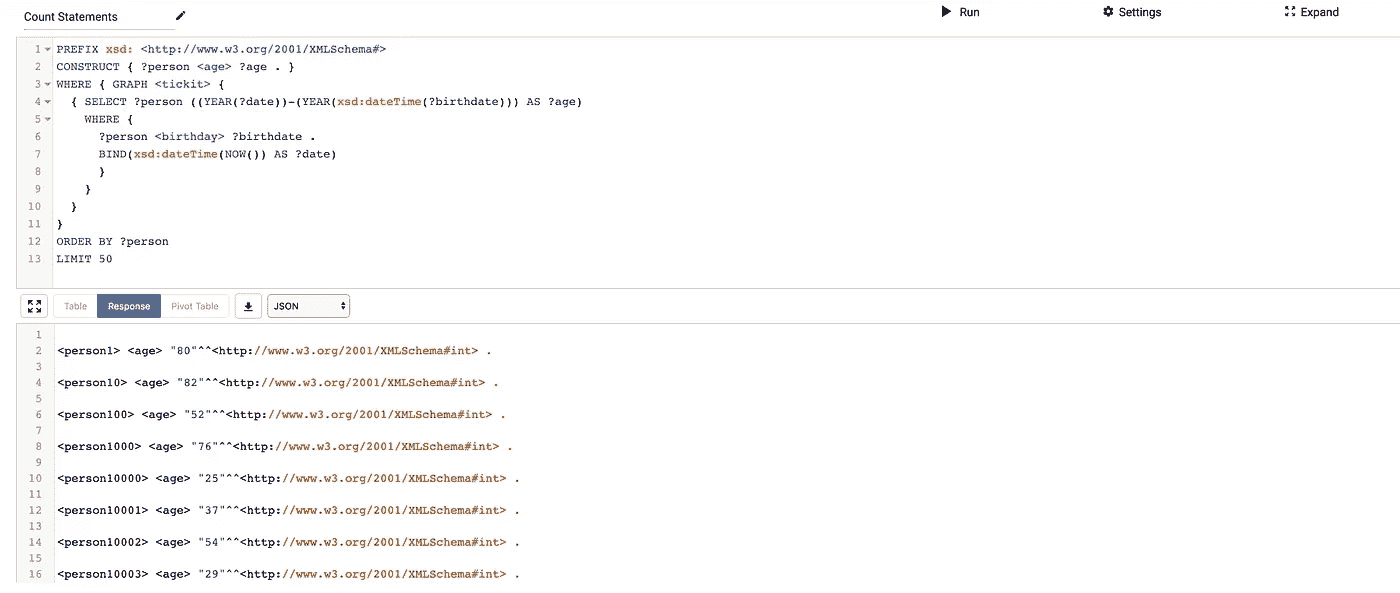 Count Statements
Run Settings Expand
1 PREFIX xsd: <http://www.w3.org/2001/XMLSchema#>
2 CONSTRUCT { ?person <age> ?age . }
3 WHERE { GRAPH <tickit> {
4 { SELECT ?person ((YEAR(?date))-(YEAR(xsd:dateTime(?birthdate))) AS ?age)
5 WHERE {
6 ?person <birthday> ?birthdate .
7 BIND(xsd:dateTime(NOW()) AS ?date)
8 }
9 }
10 }
11 }
12 ORDER BY ?person
13 LIMIT 50
Table Response Pivot Table JSON
1
2 <person1> <age> "80"^^<http://www.w3.org/2001/XMLSchema#int> .
3
4 <person10> <age> "82"^^<http://www.w3.org/2001/XMLSchema#int> .
5
6 <person100> <age> "52"^^<http://www.w3.org/2001/XMLSchema#int> .
7
8 <person1000> <age> "76"^^<http://www.w3.org/2001/XMLSchema#int> .
9
10 <person10000> <age> "25"^^<http://www.w3.org/2001/XMLSchema#int> .
11
12 <person10001> <age> "37"^^<http://www.w3.org/2001/XMLSchema#int> .
13
14 <person10002> <age> "54"^^<http://www.w3.org/2001/XMLSchema#int> .
15
16 <person10003> <age> "29"^^<http://www.w3.org/2001/XMLSchema#int> .